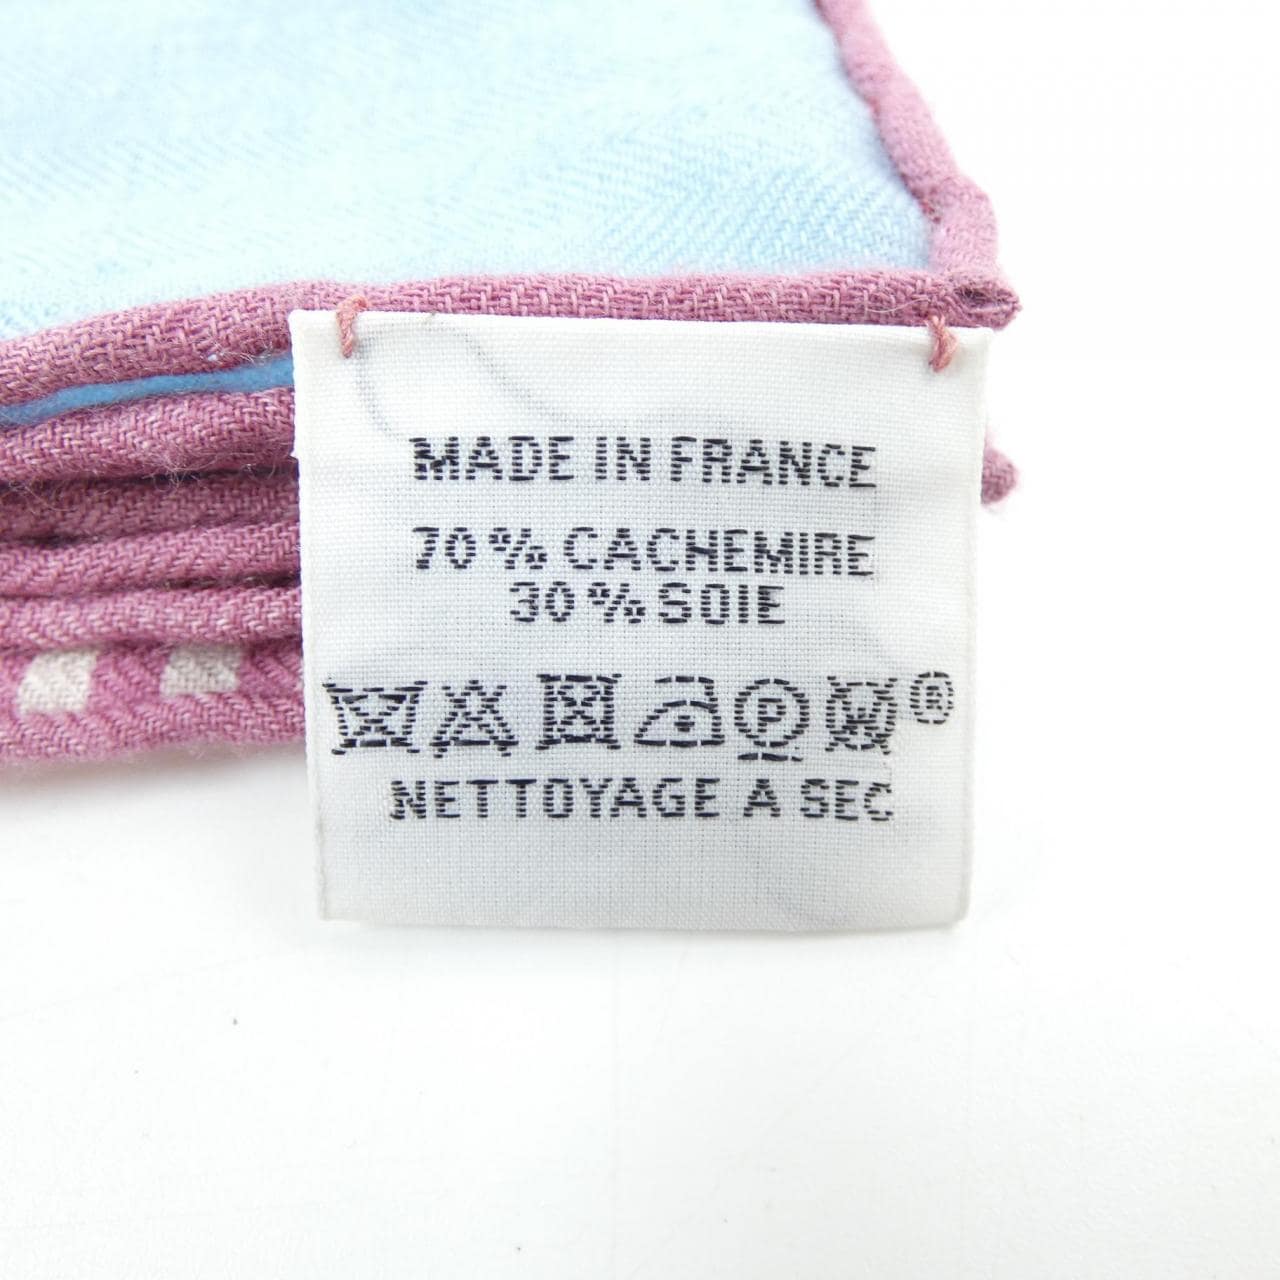 MADE IN FRANCE
70% CACHEMIRE
30% SOIE
P W ®
NETTOYAGE A SEC